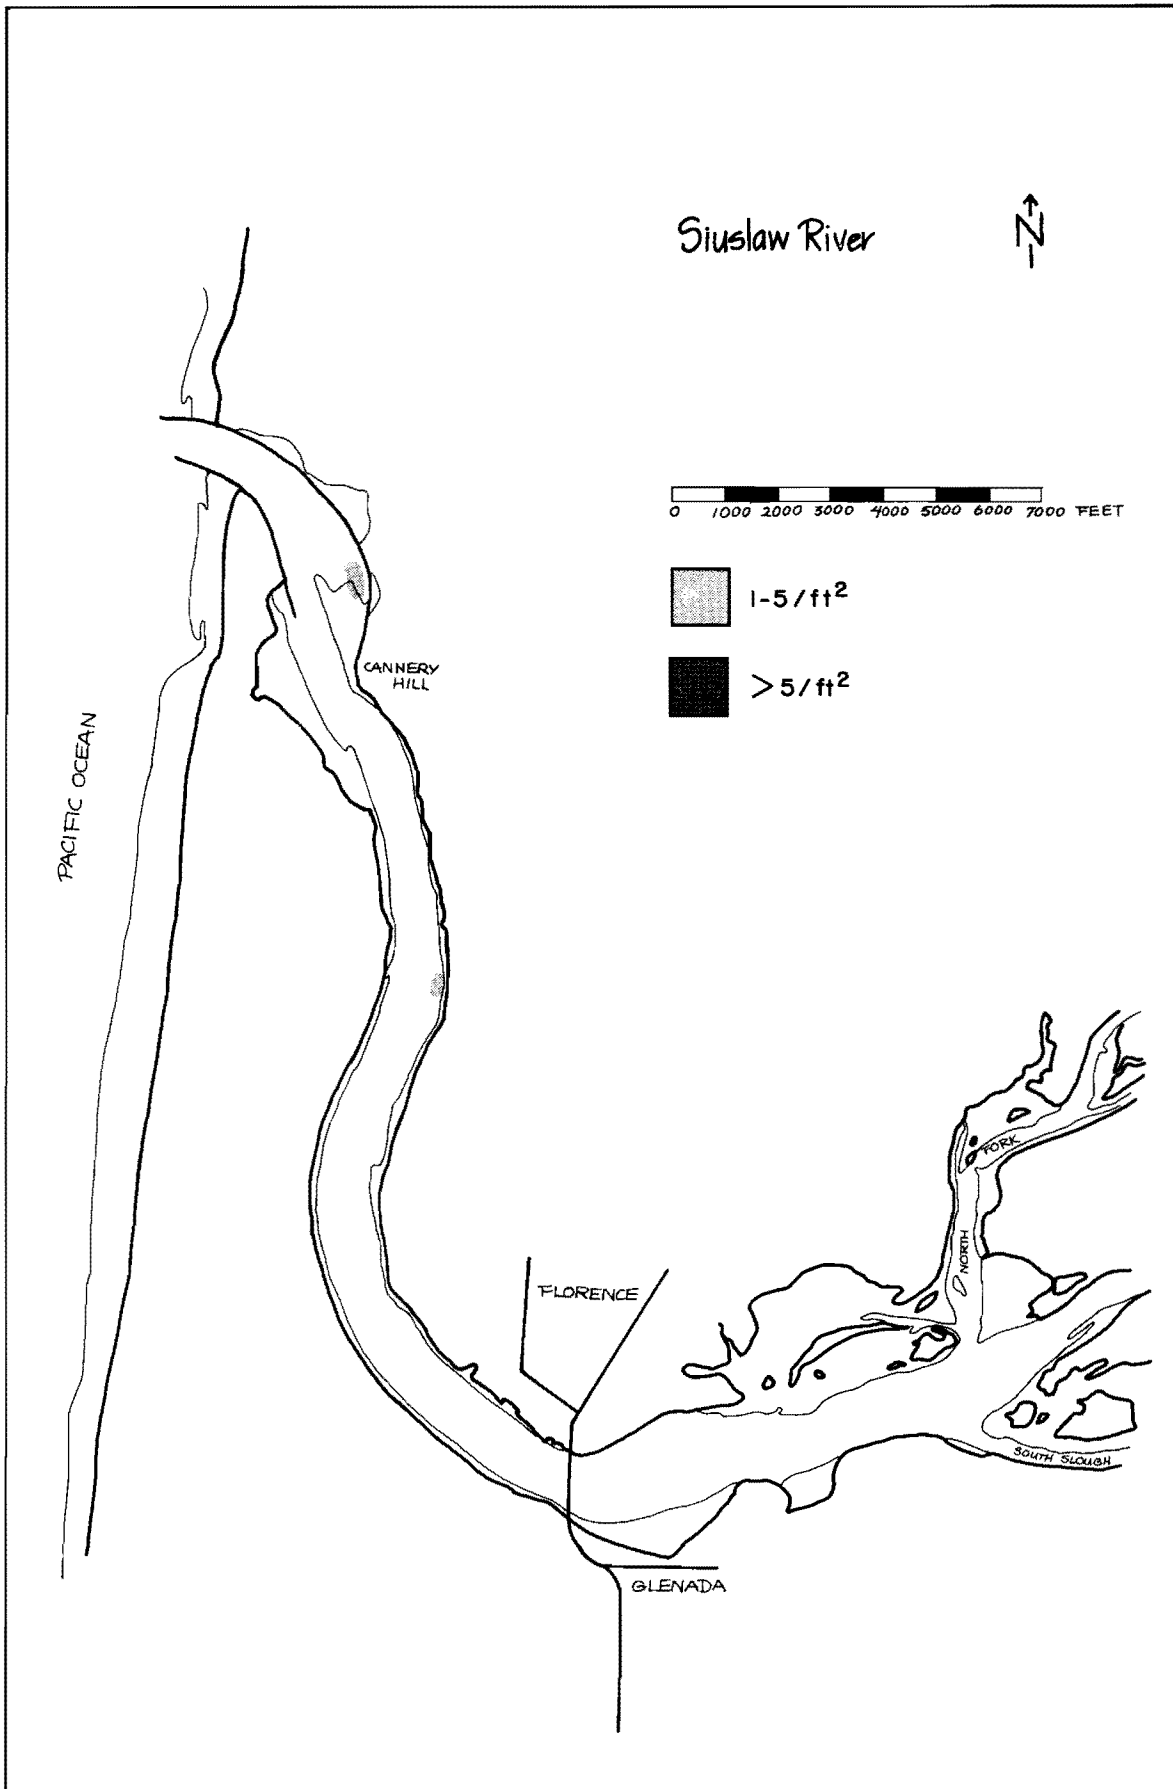 Siuslaw River
N
0 1000 2000 3000 4000 5000 6000 7000 FEET
1-5/ft²
>5/ft²
CANNERY
HILL
PACIFIC OCEAN
FORK
NORTH
FLORENCE
SOUTH SLOUGH
GLENADA